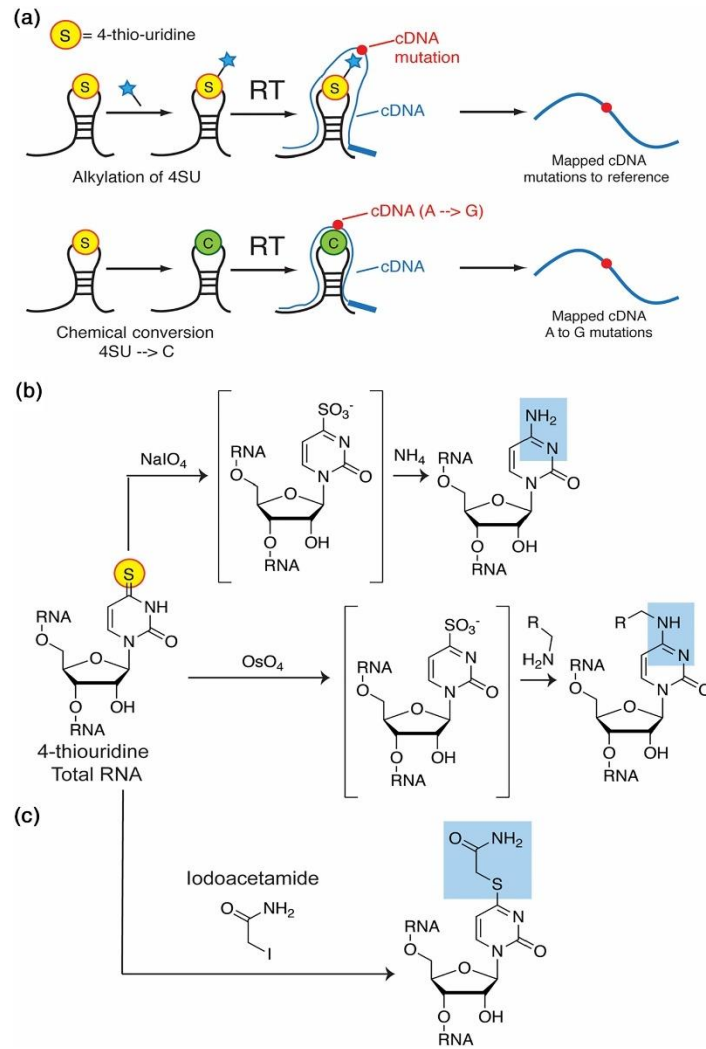 (a)
S = 4-thio-uridine
cDNA
mutation
S
S
RT
S
cDNA
Alkylation of 4SU
Mapped cDNA
mutations to reference
cDNA (A --> G)
S
C
RT
C
cDNA
Chemical conversion
4SU --> C
Mapped cDNA
A to G mutations
(b)
SO3-
NH2
NaIO4
RNA
N
NH4
RNA
N
O
N
O
O
N
O
O
O
O
OH
O
OH
RNA
RNA
S
NH
RNA
O
N
O
O
O
OH
RNA
4-thiouridine
Total RNA
OsO4
SO3-
RNA
N
O
N
O
O
O
OH
RNA
R
H2N
R
NH
RNA
N
O
N
O
O
O
OH
RNA
(c)
Iodoacetamide
O
NH2
I
O
NH2
S
RNA
N
O
N
O
O
O
OH
RNA